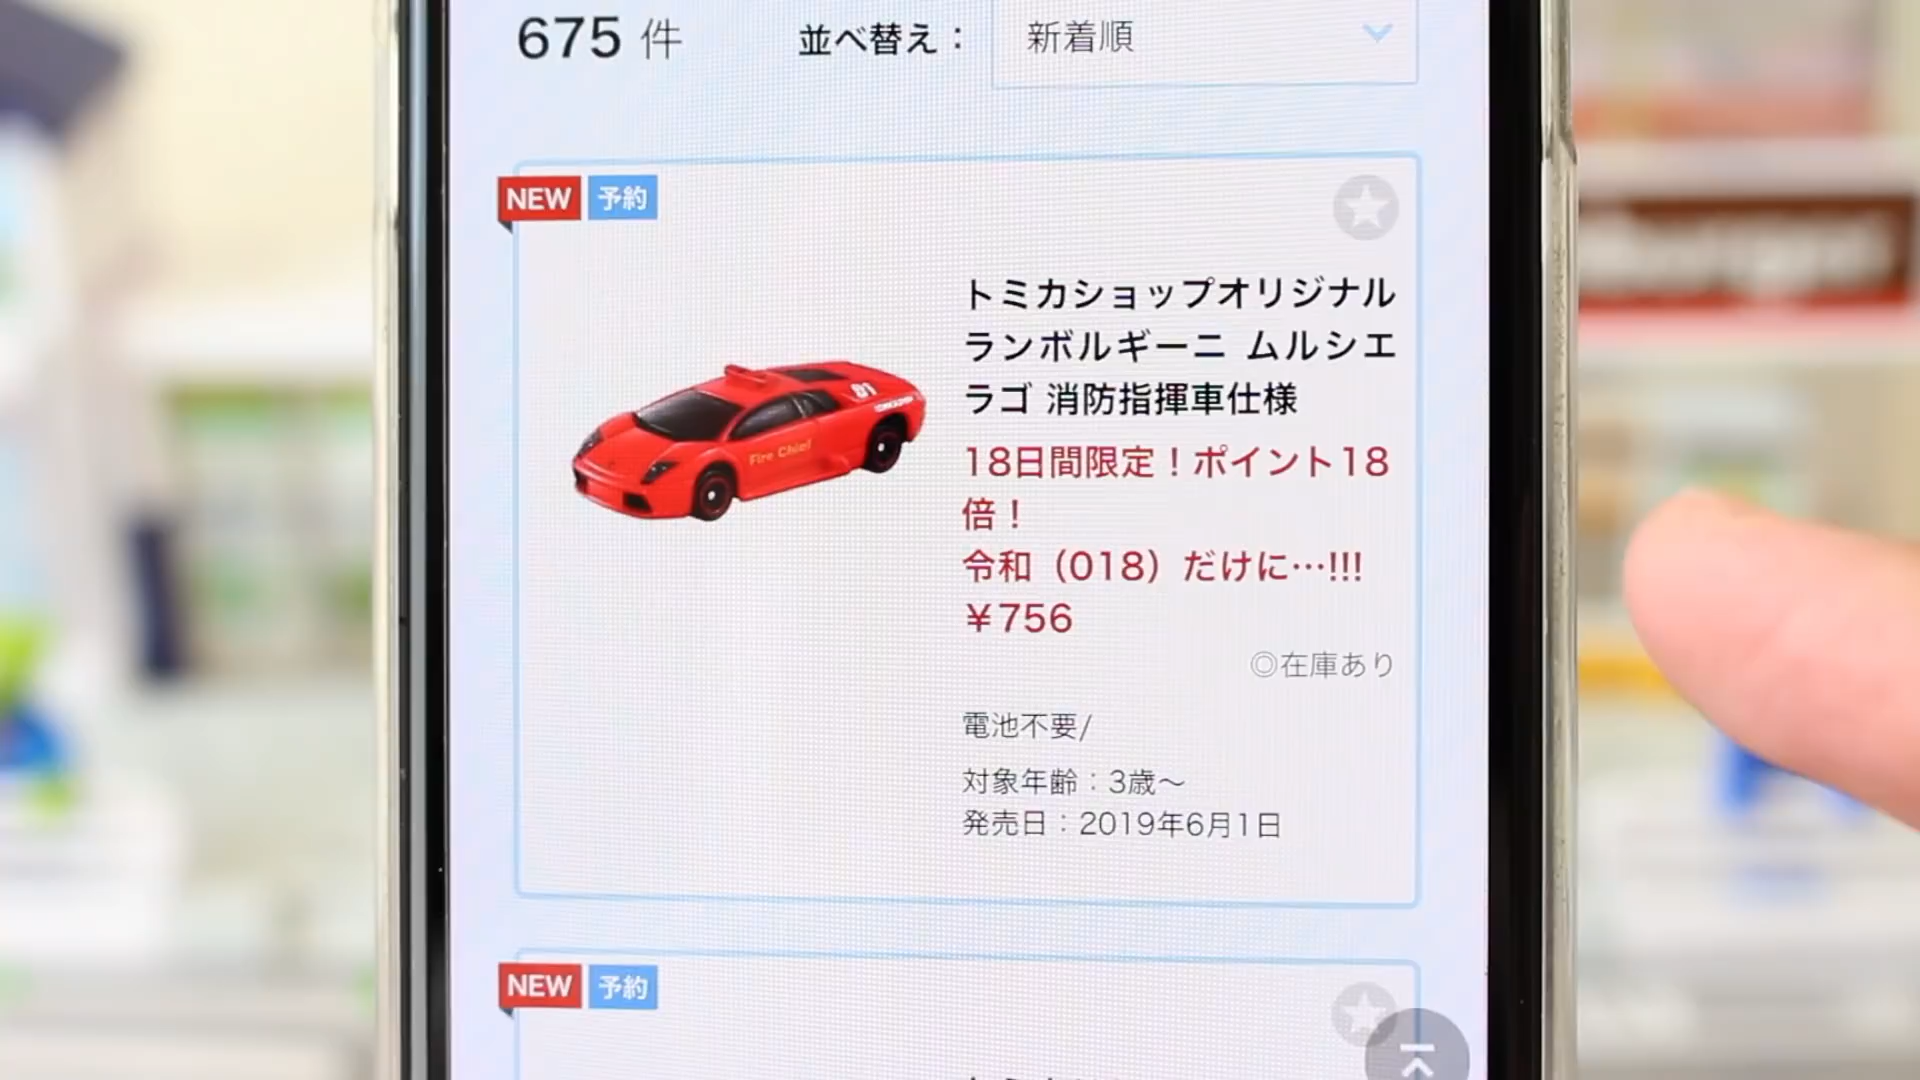 675 件
並べ替え：
新着順
NEW 予約
トミカショップオリジナル
ランボルギーニ ムルシエ
ラゴ 消防指揮車仕様
18日間限定！ポイント18
倍！
令和（018）だけに…!!!
￥756
◎在庫あり
電池不要/
対象年齢：3歳～
発売日：2019年6月1日
01
Fire Chief
NEW 予約